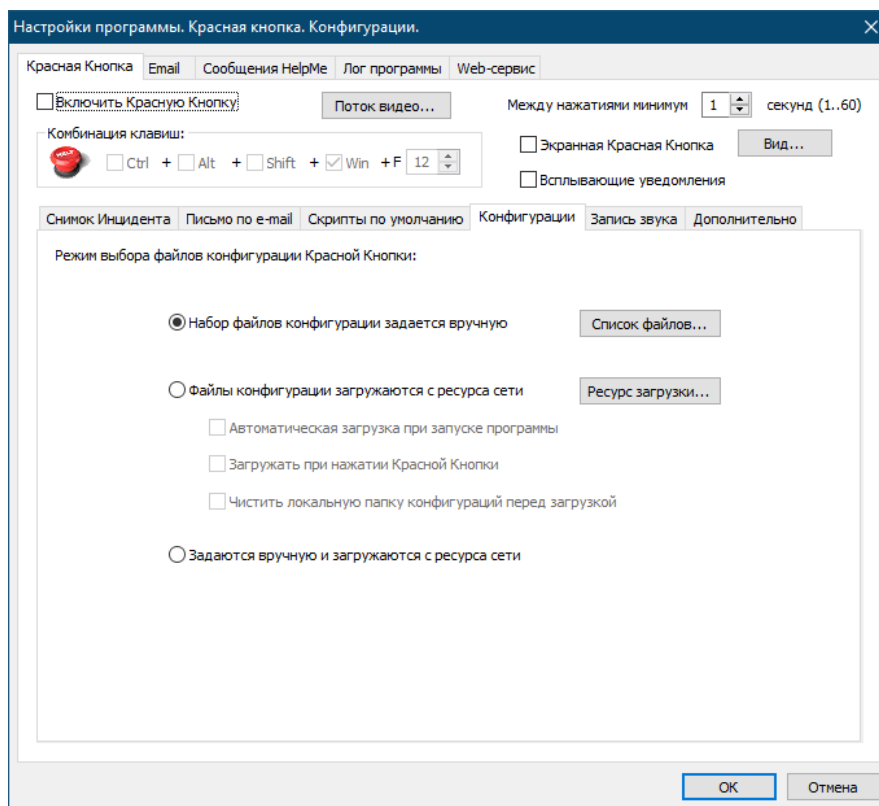 Настройки программы. Красная кнопка. Конфигурации.
Красная Кнопка Email Сообщения HelpMe Лог программы Web-сервис
Включить Красную Кнопку Поток видео... Между нажатиями минимум 1 секунд (1..60)
Комбинация клавиш:
Ctrl + Alt + Shift + Win +F 12
Экранная Красная Кнопка Вид...
Всплывающие уведомления
Снимок Инцидента Письмо по e-mail Скрипты по умолчанию Конфигурации Запись звука Дополнительно
Режим выбора файлов конфигурации Красной Кнопки:
Набор файлов конфигурации задается вручную Список файлов...
Файлы конфигурации загружаются с ресурса сети Ресурс загрузки...
Автоматическая загрузка при запуске программы
Загружать при нажатии Красной Кнопки
Чистить локальную папку конфигураций перед загрузкой
Задаются вручную и загружаются с ресурса сети
OK Отмена